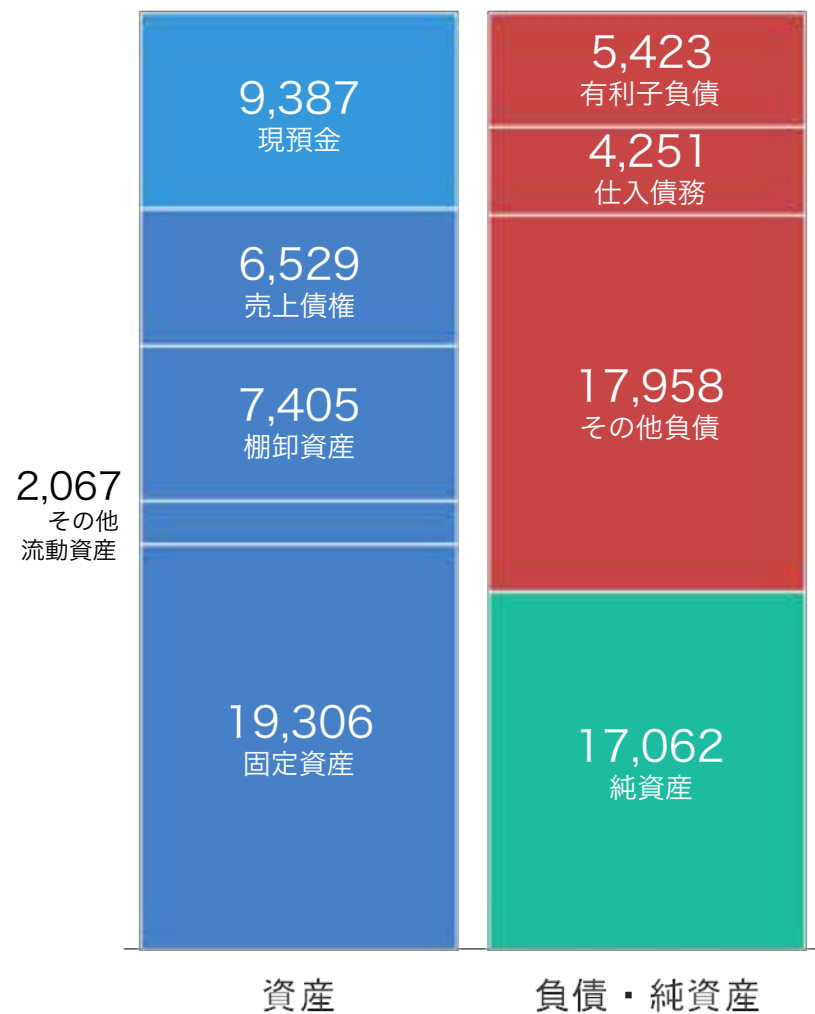 9,387
現預金
6,529
売上債権
7,405
棚卸資産
2,067
その他
流動資産
19,306
固定資産
5,423
有利子負債
4,251
仕入債務
17,958
その他負債
17,062
純資産
資産
負債・純資産